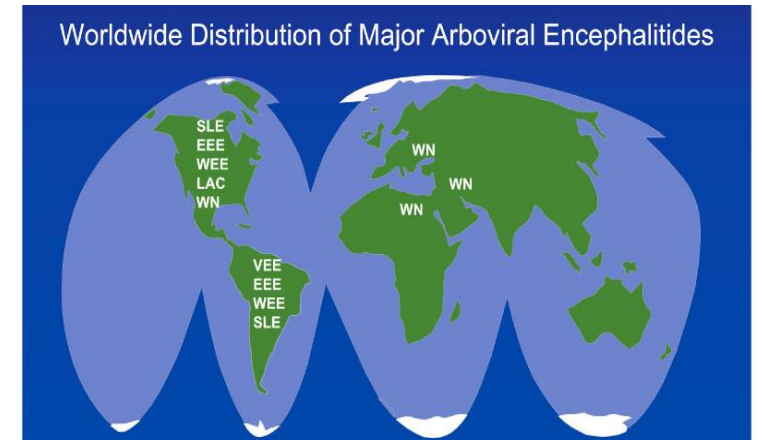 Worldwide Distribution of Major Arboviral Encephalitides
SLE
EEE
WEE
LAC
WN
VEE
EEE
WEE
SLE
WN
WN
WN